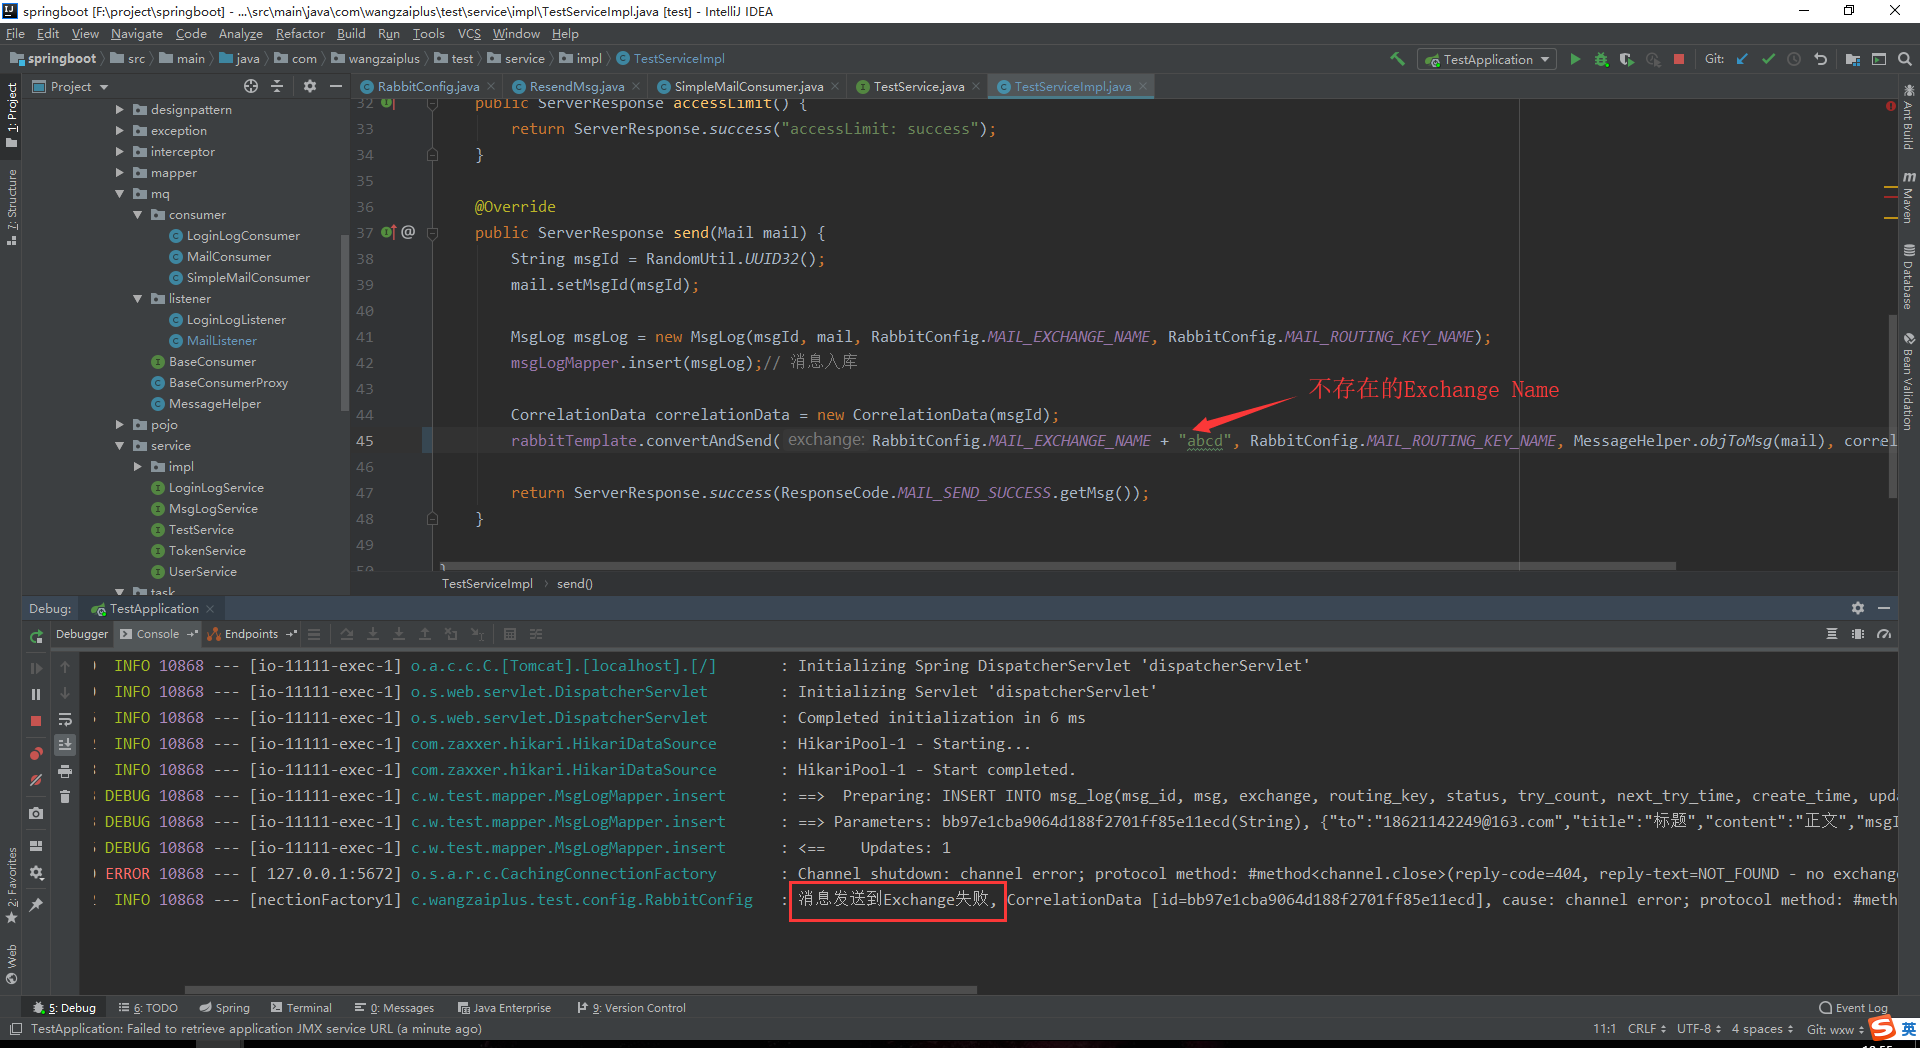 springboot [F:\project\springboot] - ...\src\main\java\com\wangzaiplus\test\service\impl\TestServiceImpl.java [test] - IntelliJ IDEA
File Edit View Navigate Code Analyze Refactor Build Run Tools VCS Window Help
springboot src main java com wangzaiplus test service impl TestServiceImpl TestApplication Git:
Project RabbitConfig.java ResendMsg.java SimpleMailConsumer.java TestService.java TestServiceImpl.java
1: Project
7: Structure
2: Favorites
Web
Ant Build
Maven
Database
Bean Validation
designpattern
exception
interceptor
mapper
mq
consumer
LoginLogConsumer
MailConsumer
SimpleMailConsumer
listener
LoginLogListener
MailListener
BaseConsumer
BaseConsumerProxy
MessageHelper
pojo
service
impl
LoginLogService
MsgLogService
TestService
TokenService
UserService
task
32 public ServerResponse accessLimit() {
33 return ServerResponse.success("accessLimit: success");
34 }
35
36 @Override
37 public ServerResponse send(Mail mail) {
38 String msgId = RandomUtil.UUID32();
39 mail.setMsgId(msgId);
40
41 MsgLog msgLog = new MsgLog(msgId, mail, RabbitConfig.MAIL_EXCHANGE_NAME, RabbitConfig.MAIL_ROUTING_KEY_NAME);
42 msgLogMapper.insert(msgLog);// 消息入库
43
不存在的Exchange Name
44 CorrelationData correlationData = new CorrelationData(msgId);
45 rabbitTemplate.convertAndSend( exchange: RabbitConfig.MAIL_EXCHANGE_NAME + "abcd", RabbitConfig.MAIL_ROUTING_KEY_NAME, MessageHelper.objToMsg(mail), correl
46
47 return ServerResponse.success(ResponseCode.MAIL_SEND_SUCCESS.getMsg());
48 }
49
50 }
TestServiceImpl send()
Debug: TestApplication
Debugger Console Endpoints
INFO 10868 --- [io-11111-exec-1] o.a.c.c.C.[Tomcat].[localhost].[/] : Initializing Spring DispatcherServlet 'dispatcherServlet'
INFO 10868 --- [io-11111-exec-1] o.s.web.servlet.DispatcherServlet : Initializing Servlet 'dispatcherServlet'
INFO 10868 --- [io-11111-exec-1] o.s.web.servlet.DispatcherServlet : Completed initialization in 6 ms
INFO 10868 --- [io-11111-exec-1] com.zaxxer.hikari.HikariDataSource : HikariPool-1 - Starting...
INFO 10868 --- [io-11111-exec-1] com.zaxxer.hikari.HikariDataSource : HikariPool-1 - Start completed.
DEBUG 10868 --- [io-11111-exec-1] c.w.test.mapper.MsgLogMapper.insert : ==> Preparing: INSERT INTO msg_log(msg_id, msg, exchange, routing_key, status, try_count, next_try_time, create_time, upda
DEBUG 10868 --- [io-11111-exec-1] c.w.test.mapper.MsgLogMapper.insert : ==> Parameters: bb97e1cba9064d188f2701ff85e11ecd(String), {"to":"18621142249@163.com","title":"标题","content":"正文","msgI
DEBUG 10868 --- [io-11111-exec-1] c.w.test.mapper.MsgLogMapper.insert : <== Updates: 1
ERROR 10868 --- [ 127.0.0.1:5672] o.s.a.r.c.CachingConnectionFactory : Channel shutdown: channel error; protocol method: #method<channel.close>(reply-code=404, reply-text=NOT_FOUND - no exchang
INFO 10868 --- [nectionFactory1] c.wangzaiplus.test.config.RabbitConfig : 消息发送到Exchange失败, CorrelationData [id=bb97e1cba9064d188f2701ff85e11ecd], cause: channel error; protocol method: #meth
5: Debug 6: TODO Spring Terminal 0: Messages Java Enterprise 9: Version Control Event Log
TestApplication: Failed to retrieve application JMX service URL (a minute ago) 11:1 CRLF UTF-8 4 spaces Git: wxw 英